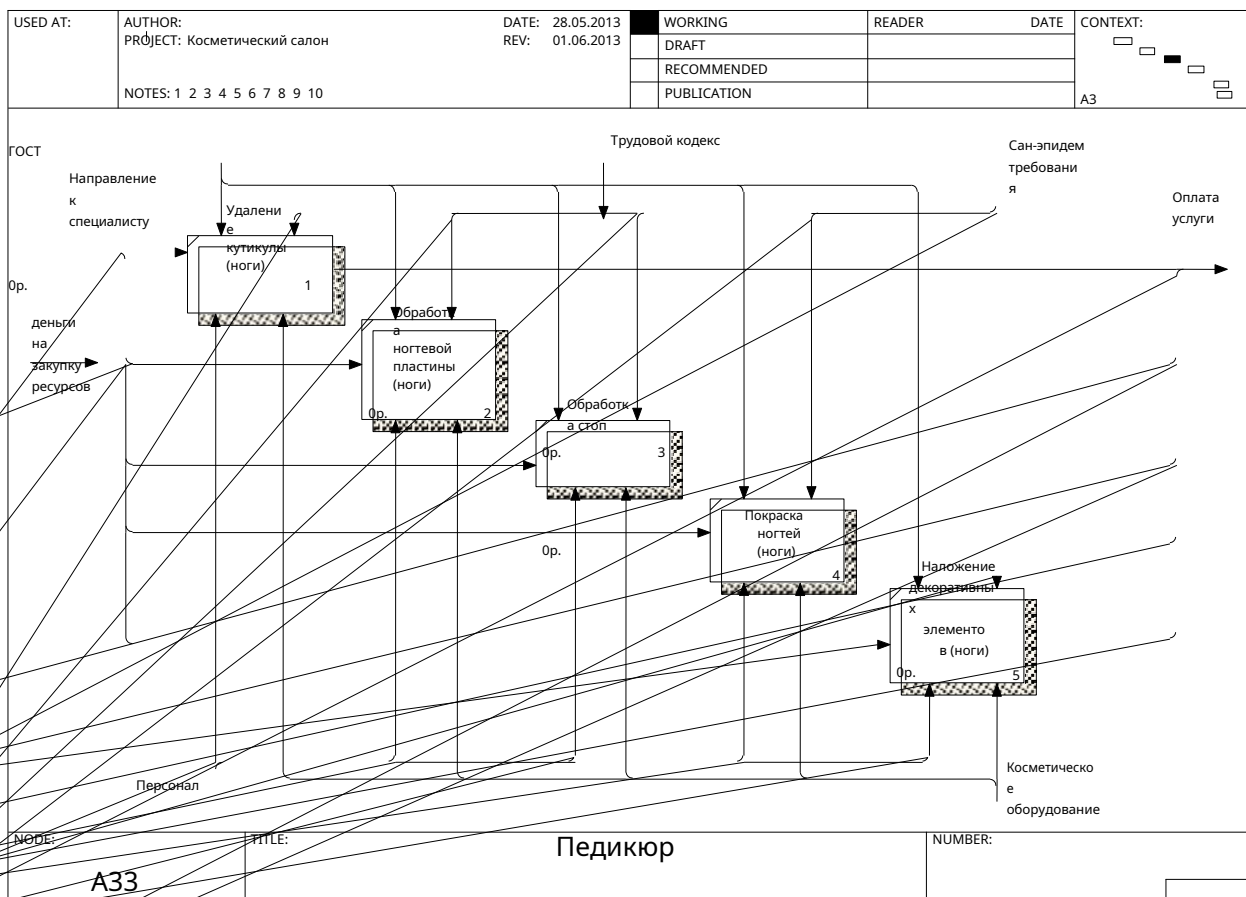 USED AT:
AUTHOR:
DATE: 28.05.2013
WORKING
READER
DATE
CONTEXT:
PROJECT: Косметический салон
REV: 01.06.2013
DRAFT
RECOMMENDED
NOTES: 1 2 3 4 5 6 7 8 9 10
PUBLICATION
A3
ГОСТ
Трудовой кодекс
Сан-эпидем
требовани
я
Направление
к
специалисту
Оплата
услуги
Удалени
е
кутикулы
(ноги)
1
0р.
деньги
на
закупку
ресурсов
Обработк
а
ногтевой
пластины
(ноги)
0р.
2
Обработк
а стоп
0р.
3
Покраска
ногтей
(ноги)
0р.
4
Наложение
декоративны
х
элементо
в (ноги)
0р.
5
Персонал
Косметическо
е
оборудование
NODE:
TITLE:
Педикюр
NUMBER:
A33